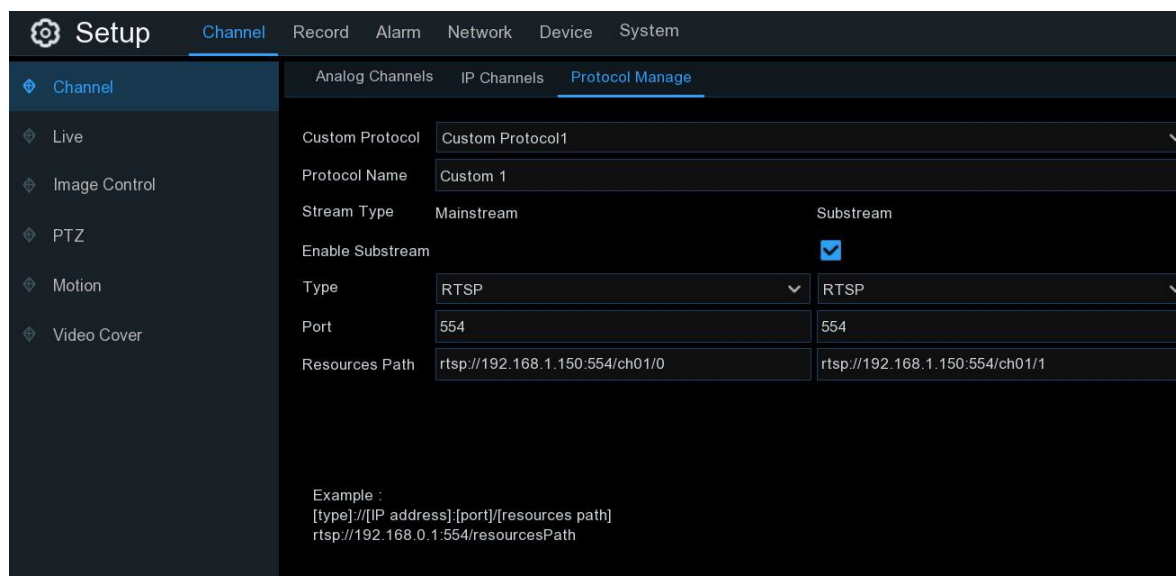 Setup Channel Record Alarm Network Device System
Channel
Live
Image Control
PTZ
Motion
Video Cover
Analog Channels IP Channels Protocol Manage
Custom Protocol Custom Protocol1
Protocol Name Custom 1
Stream Type Mainstream Substream
Enable Substream
Type RTSP RTSP
Port 554 554
Resources Path rtsp://192.168.1.150:554/ch01/0 rtsp://192.168.1.150:554/ch01/1
Example :
[type]://[IP address]:[port]/[resources path]
rtsp://192.168.0.1:554/resourcesPath